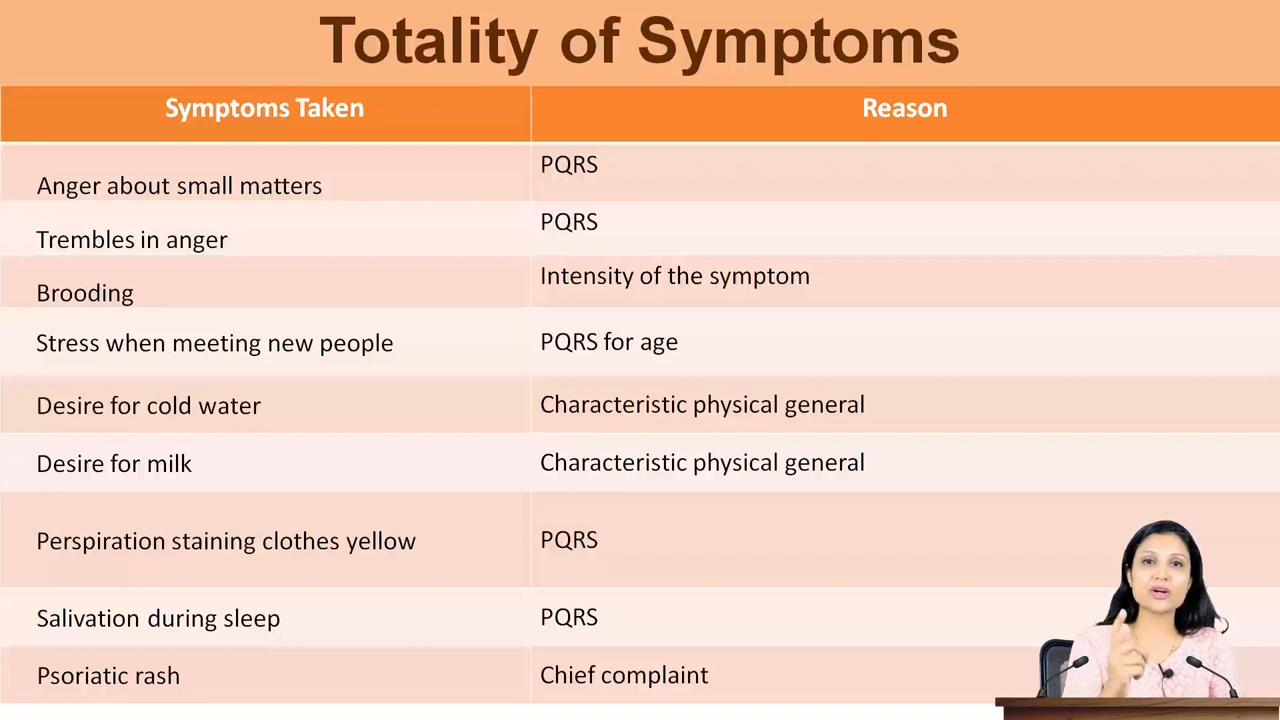 Totality of Symptoms
Symptoms Taken Reason
Anger about small matters PQRS
Trembles in anger PQRS
Brooding Intensity of the symptom
Stress when meeting new people PQRS for age
Desire for cold water Characteristic physical general
Desire for milk Characteristic physical general
Perspiration staining clothes yellow PQRS
Salivation during sleep PQRS
Psoriatic rash Chief complaint